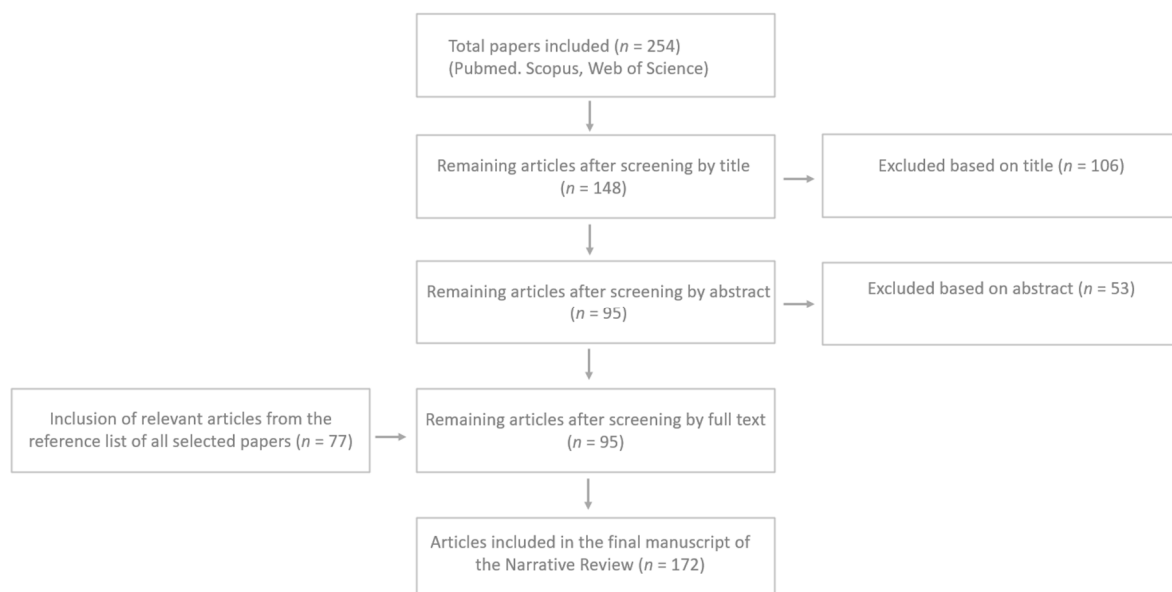 Total papers included (n = 254)
(Pubmed. Scopus, Web of Science)
Remaining articles after screening by title
(n = 148)
Excluded based on title (n = 106)
Remaining articles after screening by abstract
(n = 95)
Excluded based on abstract (n = 53)
Inclusion of relevant articles from the
reference list of all selected papers (n = 77)
Remaining articles after screening by full text
(n = 95)
Articles included in the final manuscript of
the Narrative Review (n = 172)